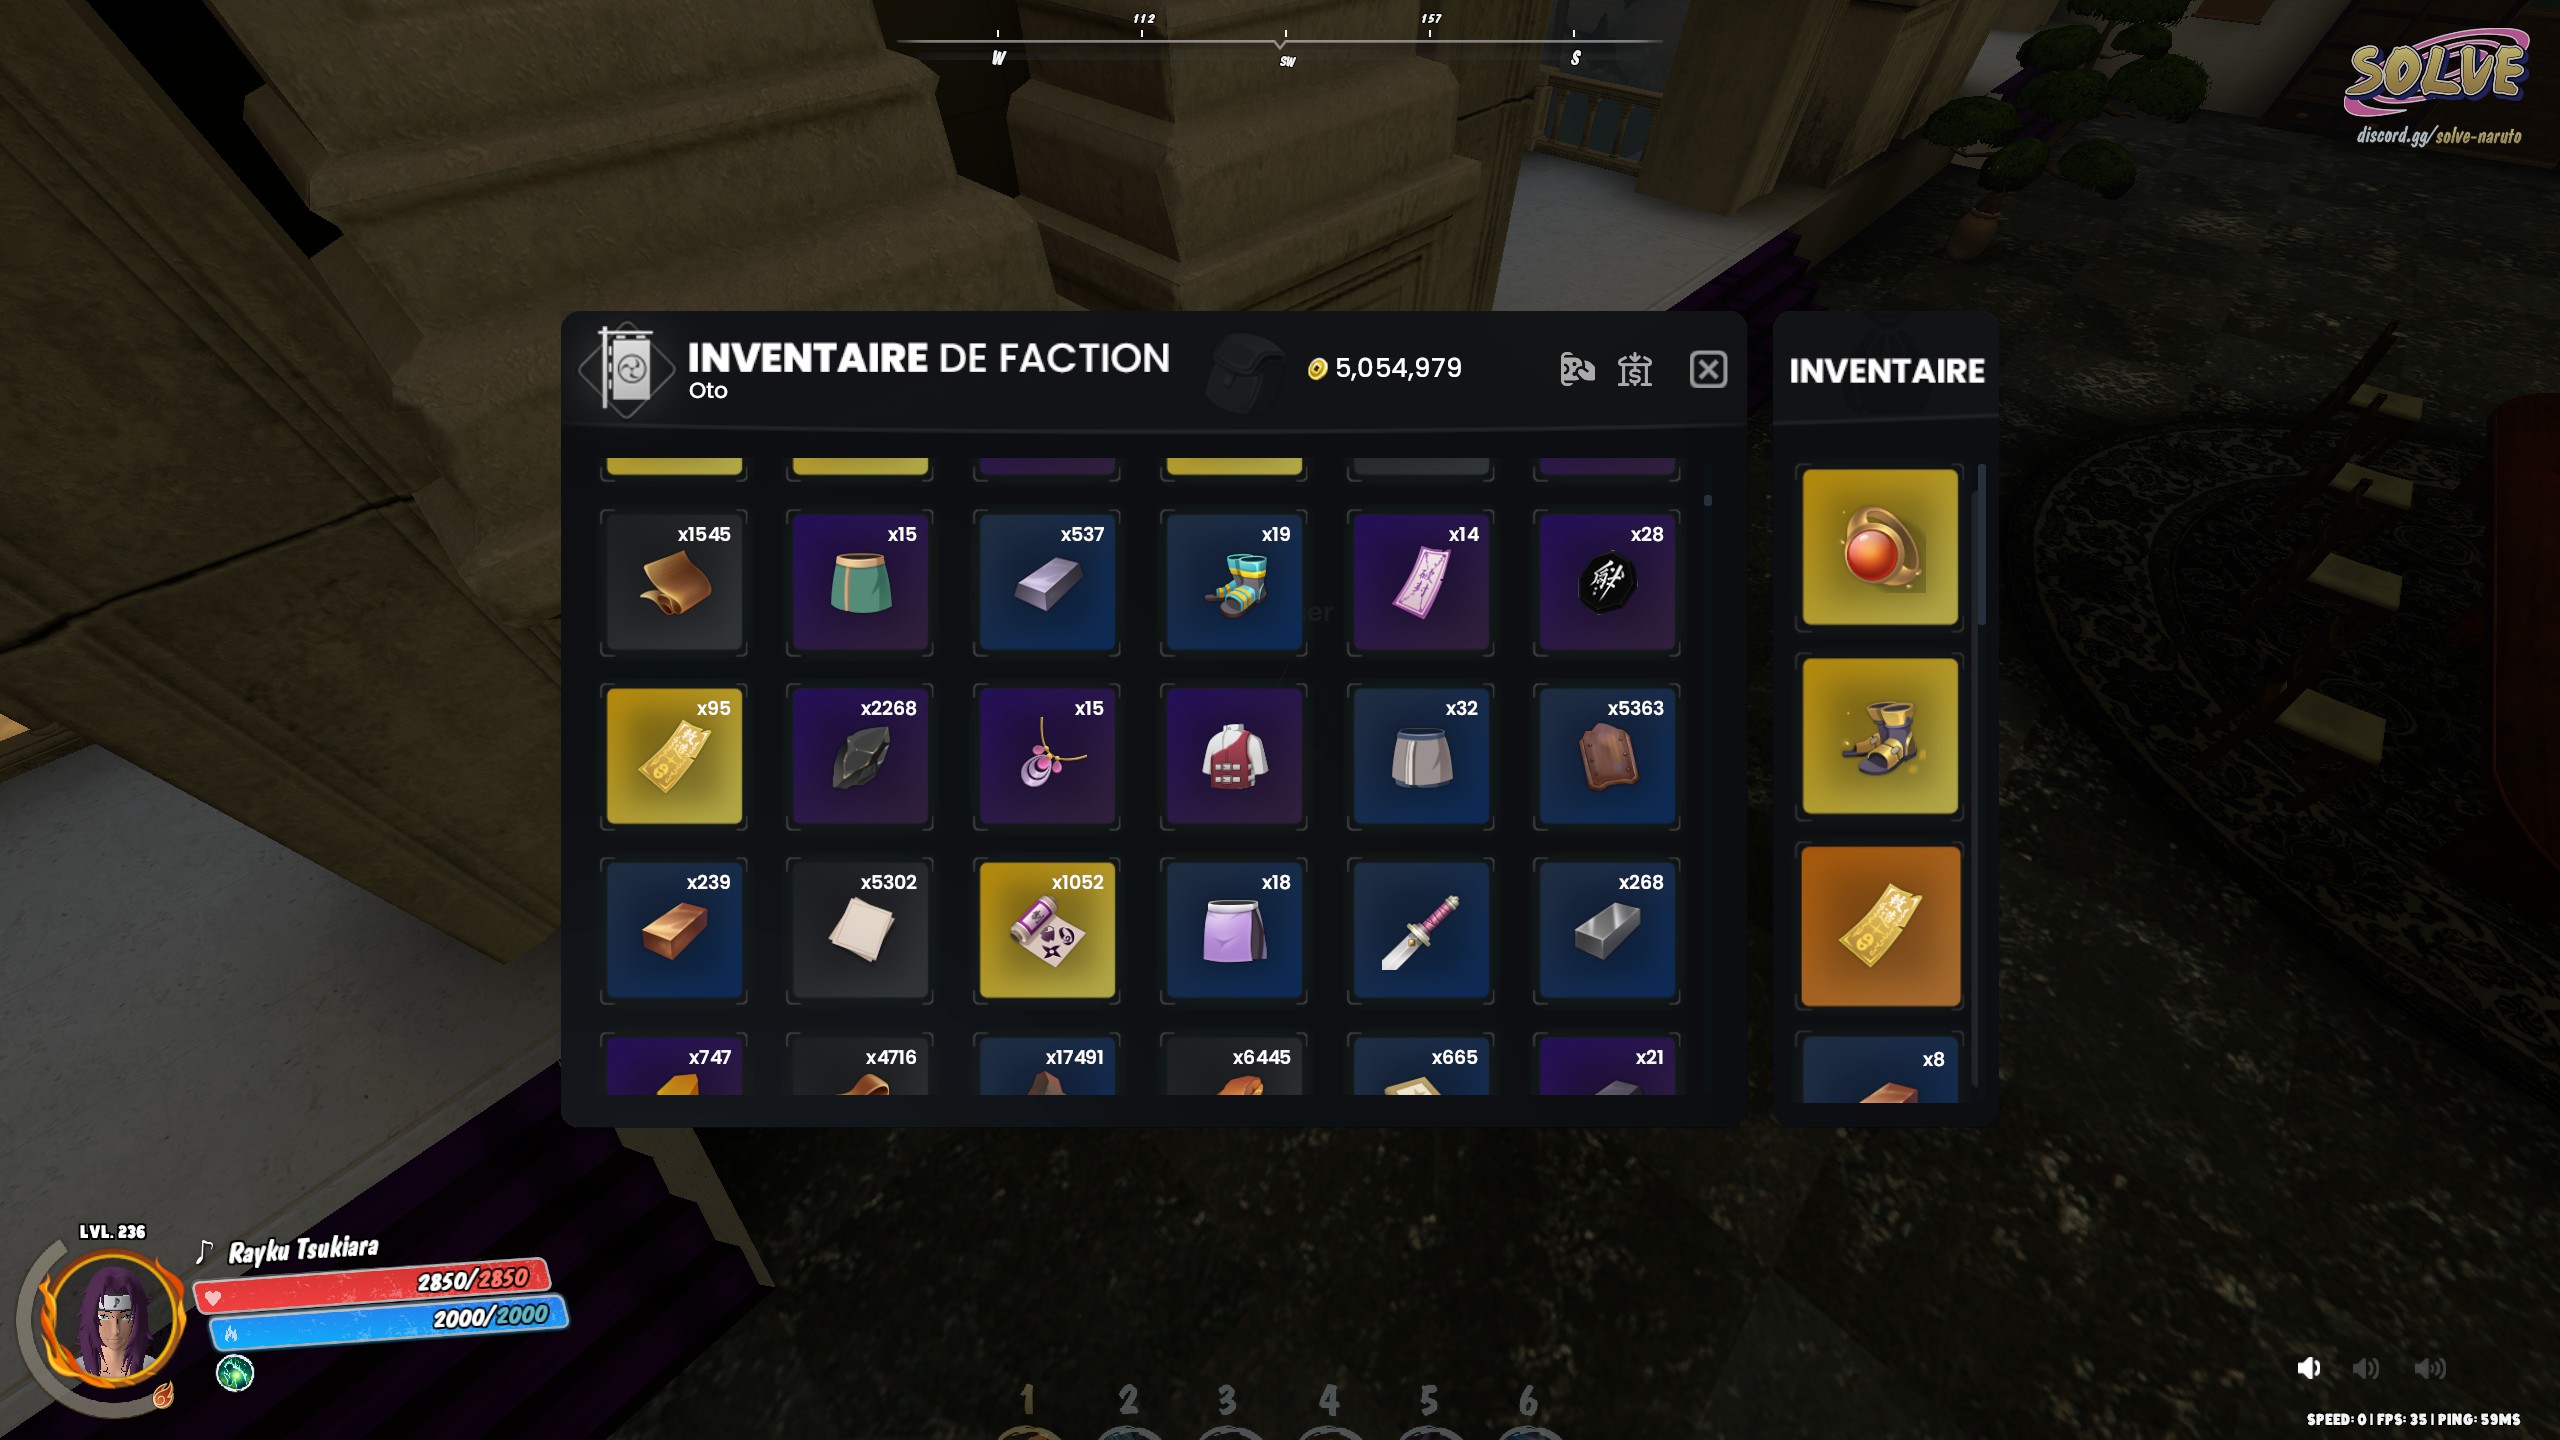 112
157
W
SW
S
SOLVE
discord.gg/solve-naruto
INVENTAIRE DE FACTION
Oto
5,054,979
INVENTAIRE
x1545
x15
x537
x19
x14
x28
x95
x2268
x15
x32
x5363
x239
x5302
x1052
x18
x268
x747
x4716
x17491
x6445
x665
x21
x8
LVL. 236
Rayku Tsukiara
2850/2850
2000/2000
1 2 3 4 5 6
SPEED: 0 | FPS: 35 | PING: 59MS